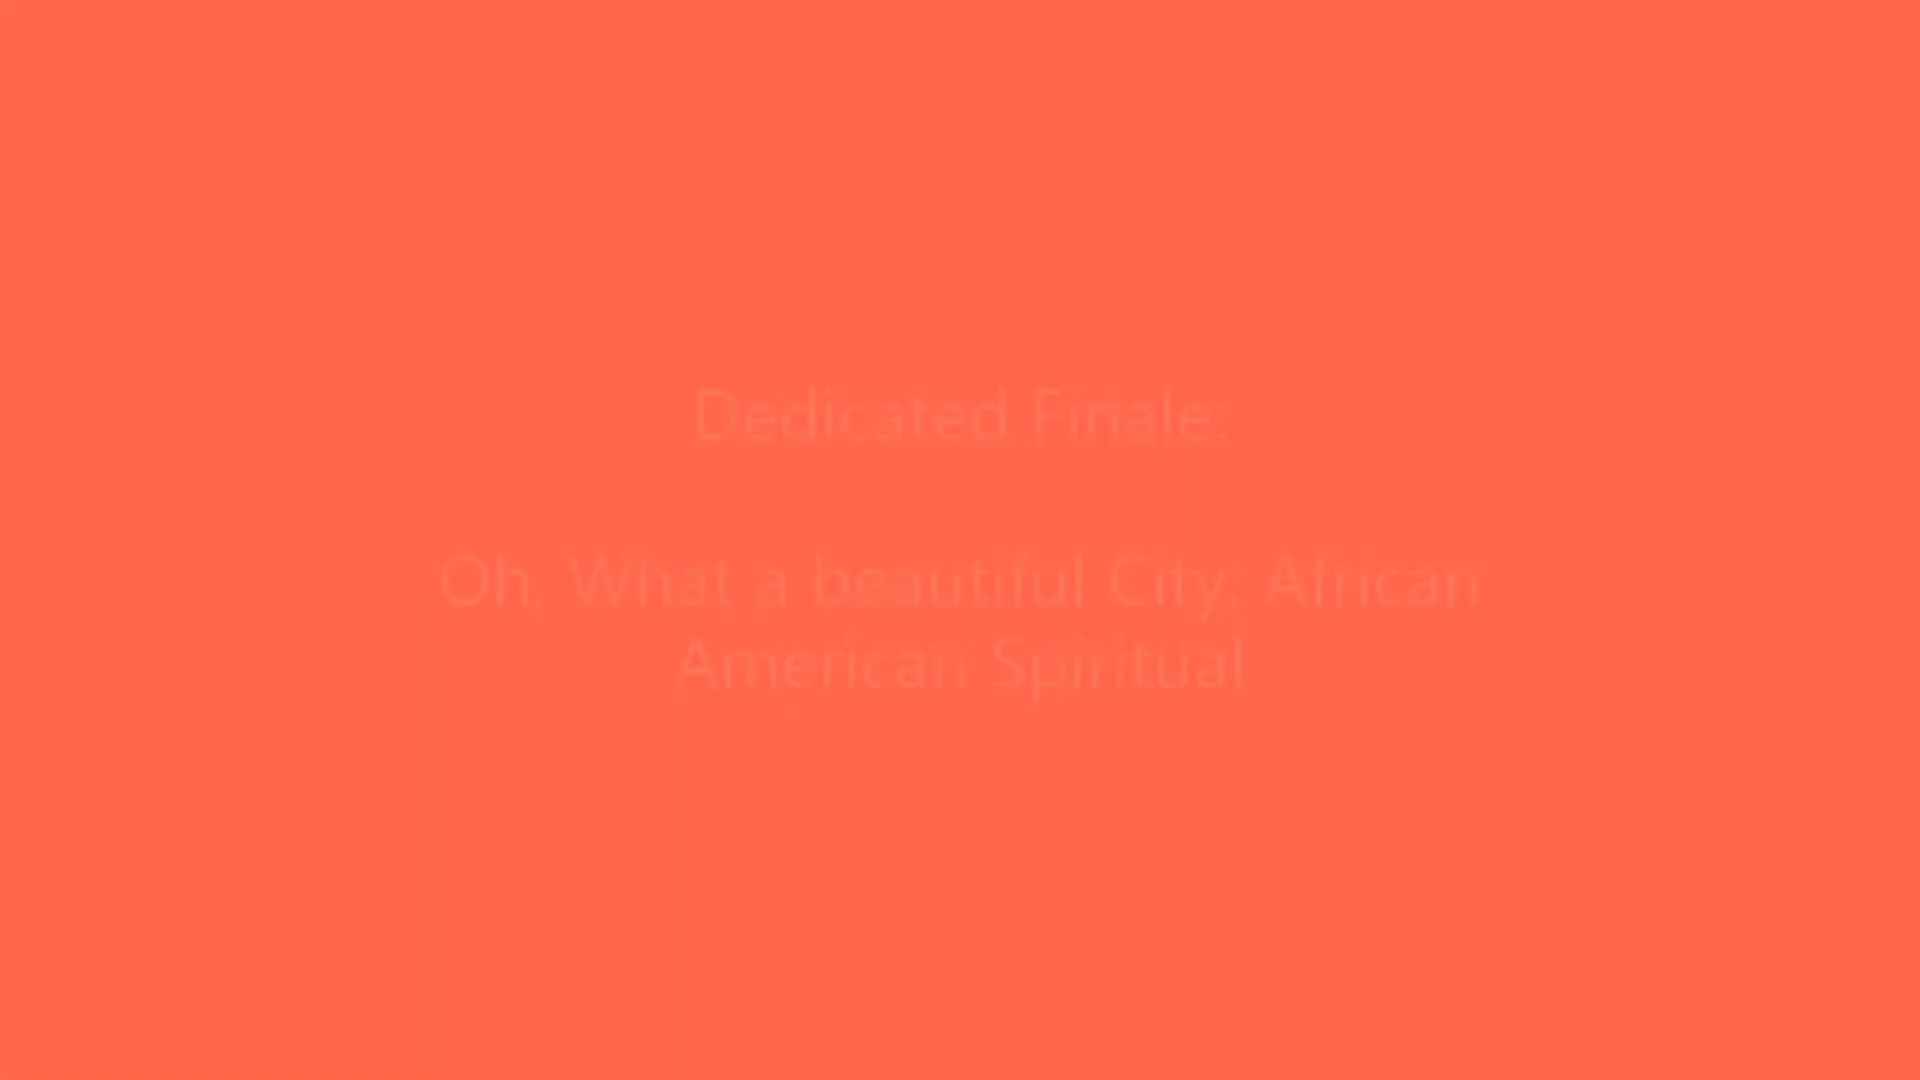 Dedicated Finale:
Oh, What a beautiful City; African
American Spiritual